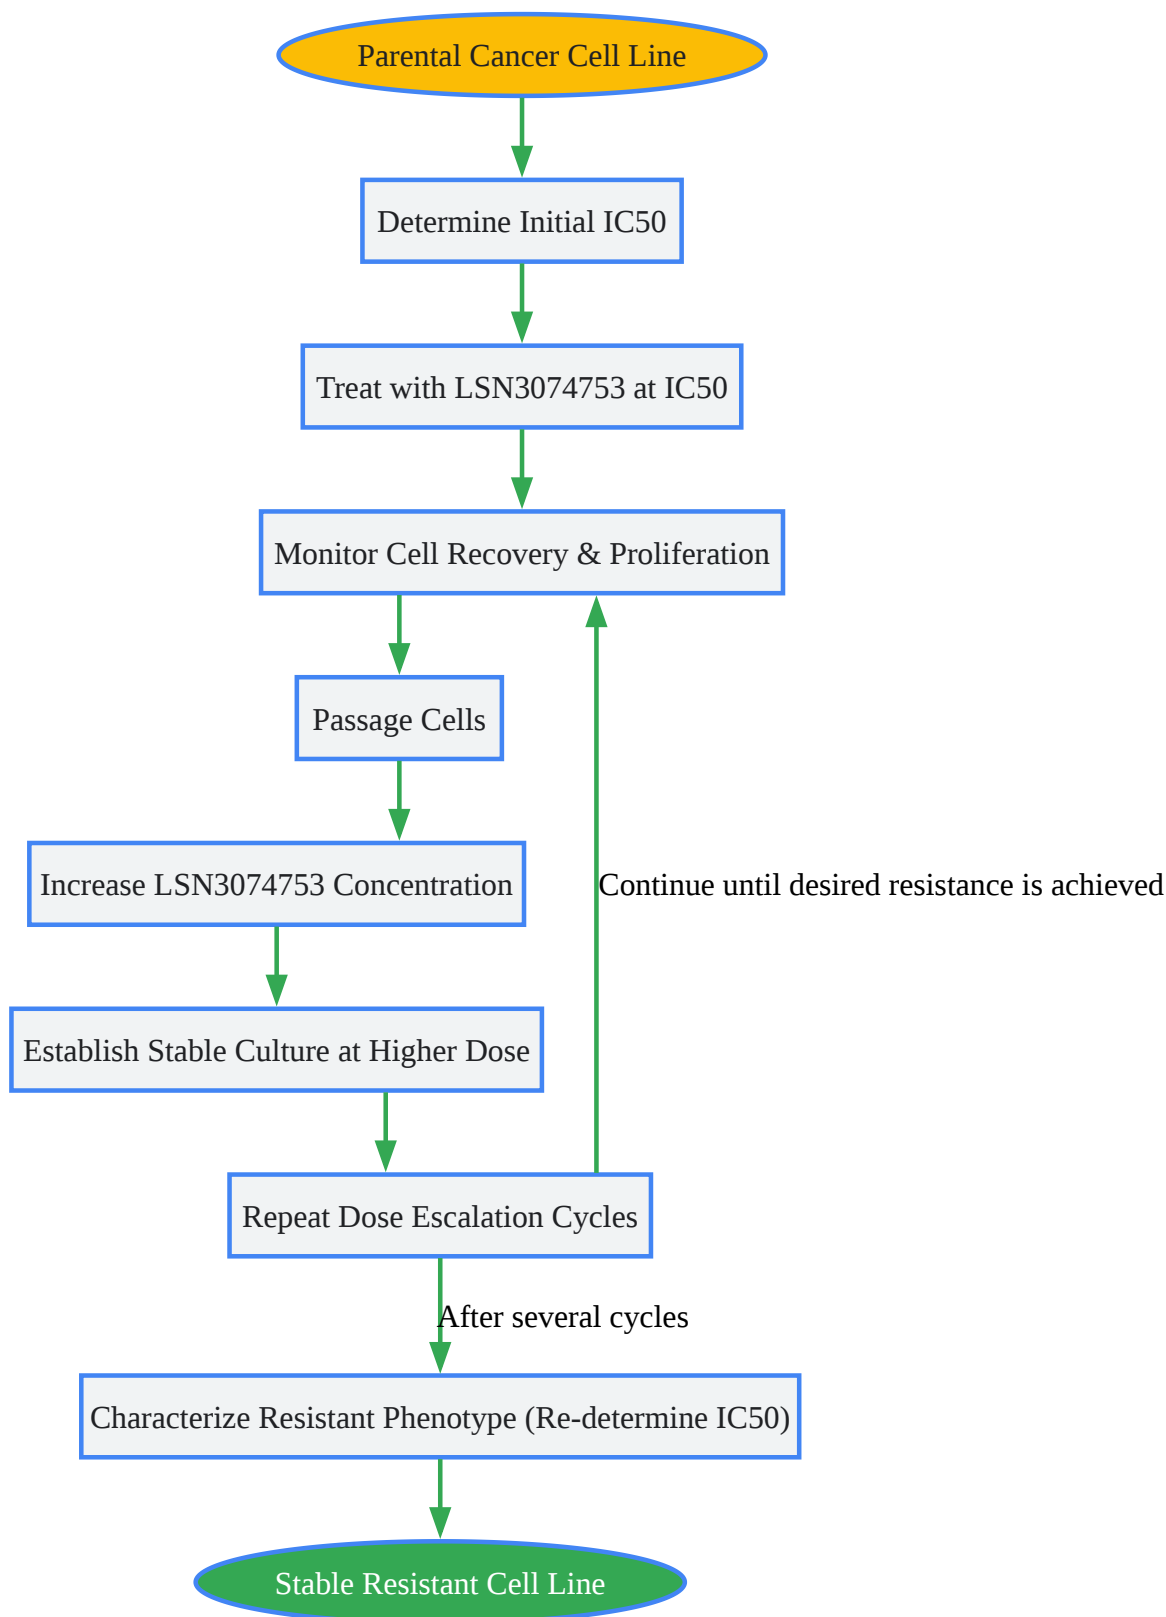 Parental Cancer Cell Line
Determine Initial IC50
Treat with LSN3074753 at IC50
Monitor Cell Recovery & Proliferation
Passage Cells
Increase LSN3074753 Concentration
Continue until desired resistance is achieved
Establish Stable Culture at Higher Dose
Repeat Dose Escalation Cycles
After several cycles
Characterize Resistant Phenotype (Re-determine IC50)
Stable Resistant Cell Line